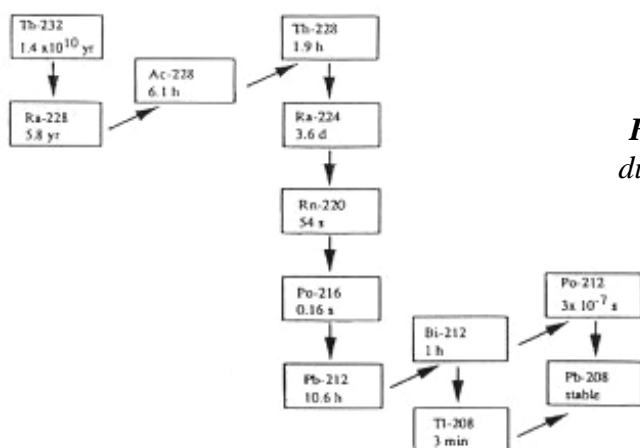 Th-232
1.4 x10^10 yr
Ra-228
5.8 yr
Ac-228
6.1 h
Th-228
1.9 h
Ra-224
3.6 d
Rn-220
54 s
Po-216
0.16 s
Pb-212
10.6 h
Bi-212
1 h
Po-212
3x 10^-7 s
Tl-208
3 min
Pb-208
stable